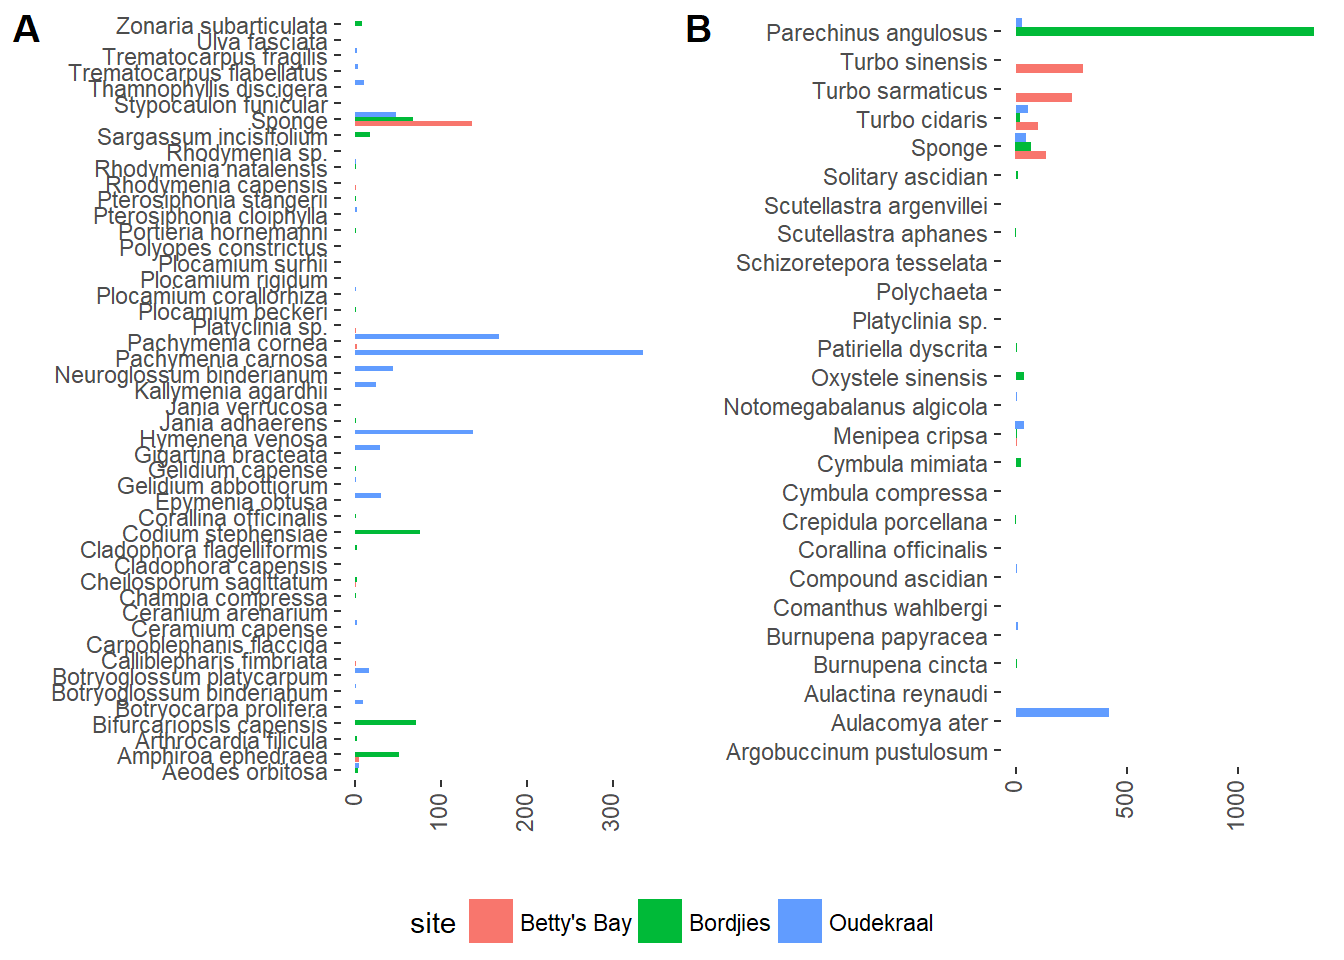 A
Zonaria subarticulata
Ulva fasciata
Trematocarpus fragilis
Trematocarpus flabellatus
Thamnophyllis discigera
Stypocaulon funicular
Sponge
Sargassum incisifolium
Rhodymenia sp.
Rhodymenia natalensis
Rhodymenia capensis
Pterosiphonia stangerii
Pterosiphonia cloiphylla
Portieria hornemanni
Polyopes constrictus
Plocamium surhii
Plocamium rigidum
Plocamium corallorhiza
Plocamium beckeri
Platyclinia sp.
Pachymenia cornea
Pachymenia carnosa
Neuroglossum binderianum
Kallymenia agardhii
Jania verrucosa
Jania adhaerens
Hymenena venosa
Gigartina bracteata
Gelidium capense
Gelidium abbottiorum
Epymenia obtusa
Corallina officinalis
Codium stephensiae
Cladophora flagelliformis
Cladophora capensis
Cheilosporum sagittatum
Champia compressa
Ceranium arenarium
Ceramium capense
Carpoblephanis flaccida
Calliblepharis fimbriata
Botryoglossum platycarpum
Botryoglossum binderianum
Botryocarpa prolifera
Bifurcariopsis capensis
Arthrocardia filicula
Amphiroa ephedraea
Aeodes orbitosa
0
100
200
300
B
Parechinus angulosus
Turbo sinensis
Turbo sarmaticus
Turbo cidaris
Sponge
Solitary ascidian
Scutellastra argenvillei
Scutellastra aphanes
Schizoretepora tesselata
Polychaeta
Platyclinia sp.
Patiriella dyscrita
Oxystele sinensis
Notomegabalanus algicola
Menipea cripsa
Cymbula mimiata
Cymbula compressa
Crepidula porcellana
Corallina officinalis
Compound ascidian
Comanthus wahlbergi
Burnupena papyracea
Burnupena cincta
Aulactina reynaudi
Aulacomya ater
Argobuccinum pustulosum
0
500
1000
site
Betty's Bay
Bordjies
Oudekraal